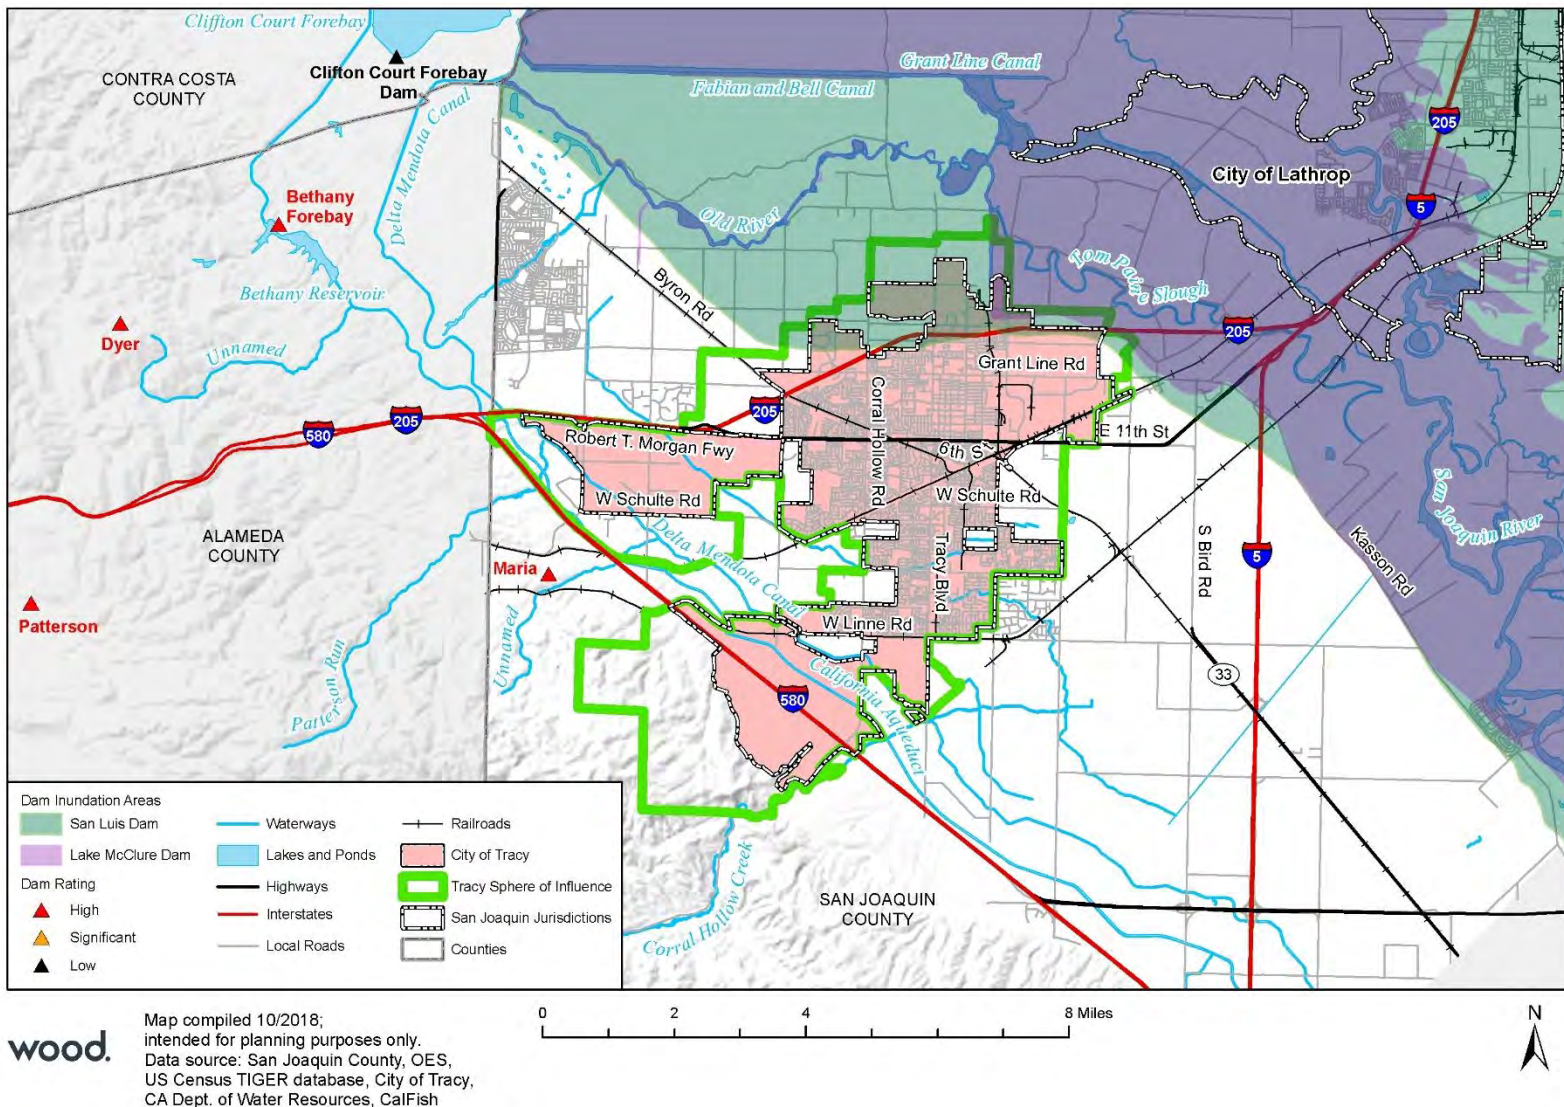 Cliffton Court Forebay
CONTRA COSTA
COUNTY
Clifton Court Forebay
Dam
Delta Mendota Canal
Grant Line Canal
Fabian and Bell Canal
205
City of Lathrop
5
Bethany
Forebay
Old River
Tom Paine Slough
Bethany Reservoir
Byron Rd
205
Dyer
Unnamed
Grant Line Rd
205
Corral Hollow Rd
580
205
Robert T. Morgan Fwy
6th St
E 11th St
W Schulte Rd
W Schulte Rd
San Joaquin River
ALAMEDA
COUNTY
Delta Mendota Canal
Tracy Blvd
S Bird Rd
5
Kasson Rd
Maria
Patterson
Unnamed
W Linne Rd
Patterson Run
California Aqueduct
580
33
Corral Hollow Creek
SAN JOAQUIN
COUNTY
Dam Inundation Areas
San Luis Dam
Lake McClure Dam
Dam Rating
High
Significant
Low
Waterways
Lakes and Ponds
Highways
Interstates
Local Roads
Railroads
City of Tracy
Tracy Sphere of Influence
San Joaquin Jurisdictions
Counties
wood.
Map compiled 10/2018;
intended for planning purposes only.
Data source: San Joaquin County, OES,
US Census TIGER database, City of Tracy,
CA Dept. of Water Resources, CalFish
0 2 4 8 Miles
N